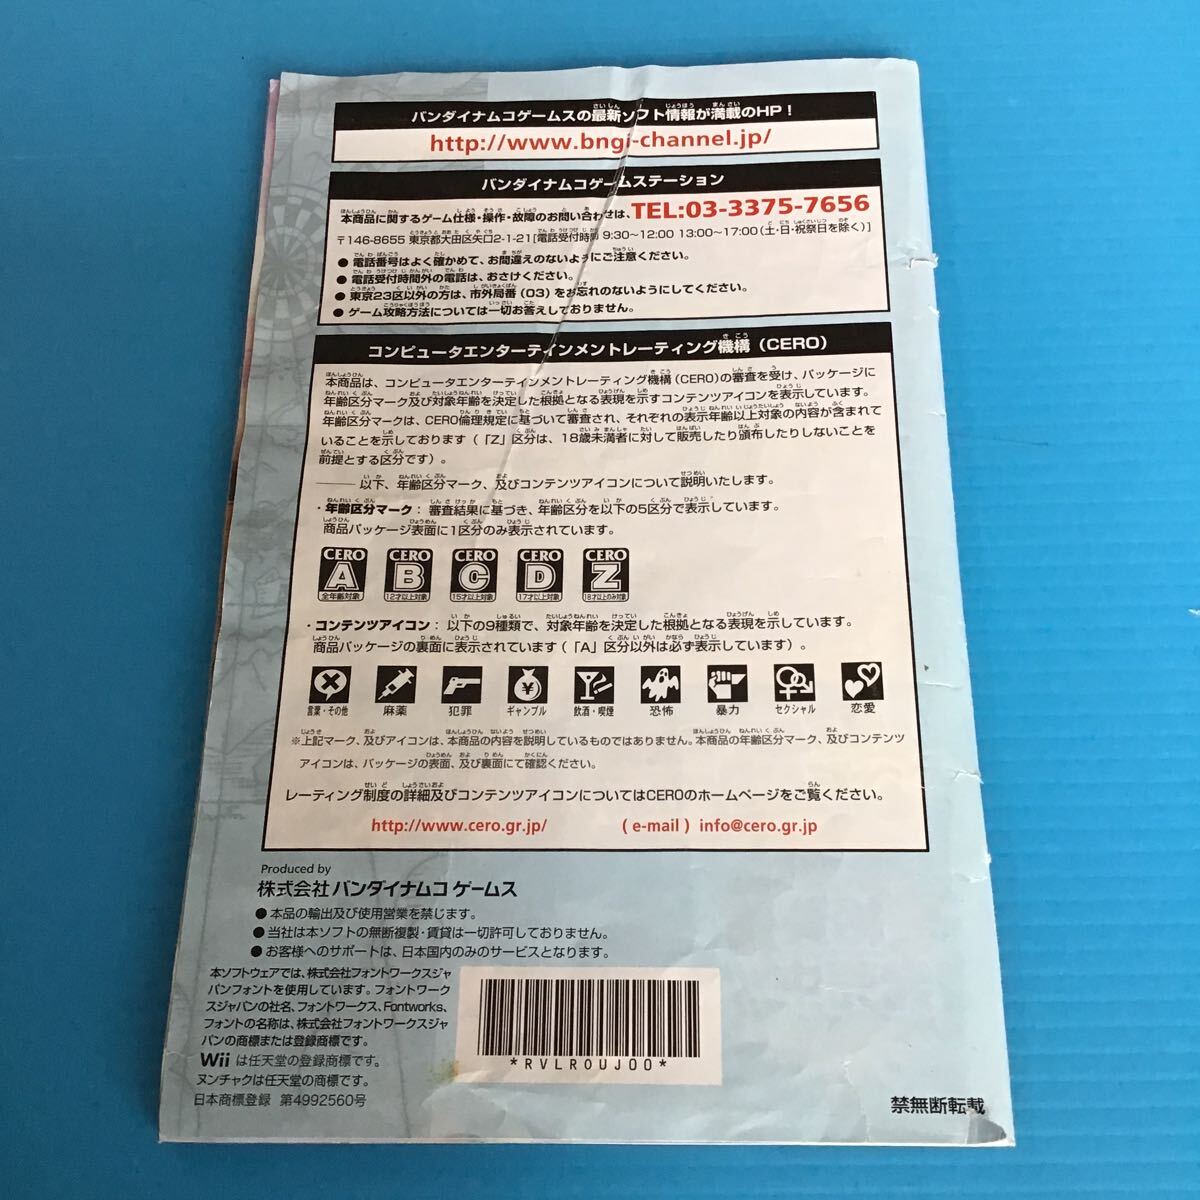 バンダイナムコゲームスの最新ソフト情報が満載のHP！
http://www.bngi-channel.jp/
バンダイナムコゲームステーション
本商品に関するゲーム仕様・操作・故障のお問い合わせは、TEL:03-3375-7656
〒146-8655 東京都大田区矢口2-1-21[電話受付時間 9:30~12:00 13:00~17:00(土・日・祝祭日を除く)]
● 電話番号はよく確かめて、お間違えのないようにご注意ください。
● 電話受付時間外の電話は、おさけください。
● 東京23区以外の方は、市外局番(03)をお忘れのないようにしてください。
● ゲーム攻略方法については一切お答えしておりません。
コンピュータエンターテインメントレーティング機構(CERO)
本商品は、コンピュータエンターテインメントレーティング機構(CERO)の審査を受け、パッケージに
年齢区分マーク及び対象年齢を決定した根拠となる表現を示すコンテンツアイコンを表示しています。
年齢区分マークは、CERO倫理規定に基づいて審査され、それぞれの表示年齢以上対象の内容が含まれて
いることを示しております(「Z」区分は、18歳未満者に対して販売したり頒布したりしないことを
前提とする区分です)。
―― 以下、年齢区分マーク、及びコンテンツアイコンについて説明いたします。
・年齢区分マーク：審査結果に基づき、年齢区分を以下の5区分で表示しています。
商品パッケージ表面に1区分のみ表示されています。
CERO A 全年齢対象 CERO B 12才以上対象 CERO C 15才以上対象 CERO D 17才以上対象 CERO Z 18才以上のみ対象
・コンテンツアイコン：以下の9種類で、対象年齢を決定した根拠となる表現を示しています。
商品パッケージの裏面に表示されています(「A」区分以外は必ず表示しています)。
言葉・その他 麻薬 犯罪 ギャンブル 飲酒・喫煙 恐怖 暴力 セクシャル 恋愛
※上記マーク、及びアイコンは、本商品の内容を説明しているものではありません。本商品の年齢区分マーク、及びコンテンツ
アイコンは、パッケージの表面、及び裏面にて確認ください。
レーティング制度の詳細及びコンテンツアイコンについてはCEROのホームページをご覧ください。
http://www.cero.gr.jp/ (e-mail) info@cero.gr.jp
Produced by
株式会社 バンダイナムコ ゲームス
● 本品の輸出及び使用営業を禁じます。
● 当社は本ソフトの無断複製・賃貸は一切許可しておりません。
● お客様へのサポートは、日本国内のみのサービスとなります。
本ソフトウェアでは、株式会社フォントワークスジャ
パンフォントを使用しています。フォントワーク
スジャパンの社名、フォントワークス、Fontworks、
フォントの名称は、株式会社フォントワークスジャ
パンの商標または登録商標です。
Wii は任天堂の登録商標です。
ヌンチャクは任天堂の商標です。
日本商標登録 第4992560号
*RVLROUJ00*
禁無断転載